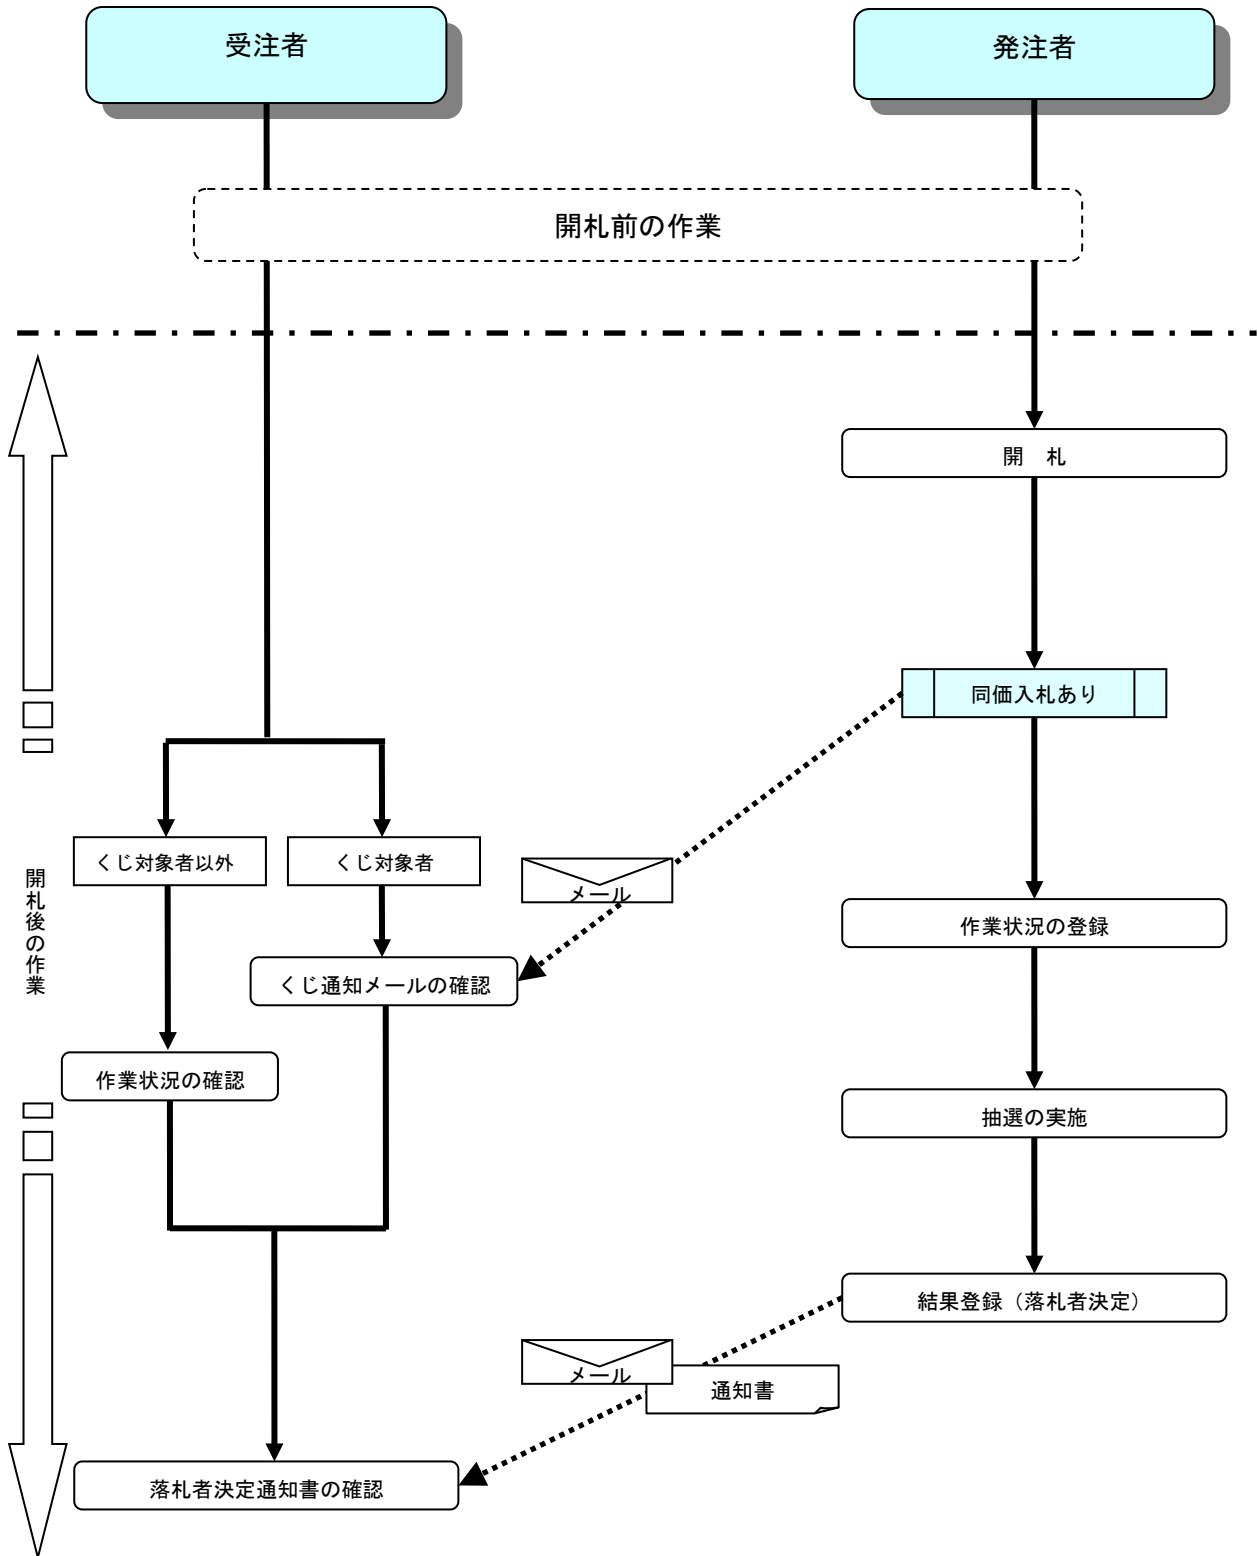 受注者
発注者
開札前の作業
開　札
同価入札あり
くじ対象者以外
くじ対象者
メール
開札後の作業
作業状況の登録
くじ通知メールの確認
作業状況の確認
抽選の実施
結果登録（落札者決定）
メール
通知書
落札者決定通知書の確認